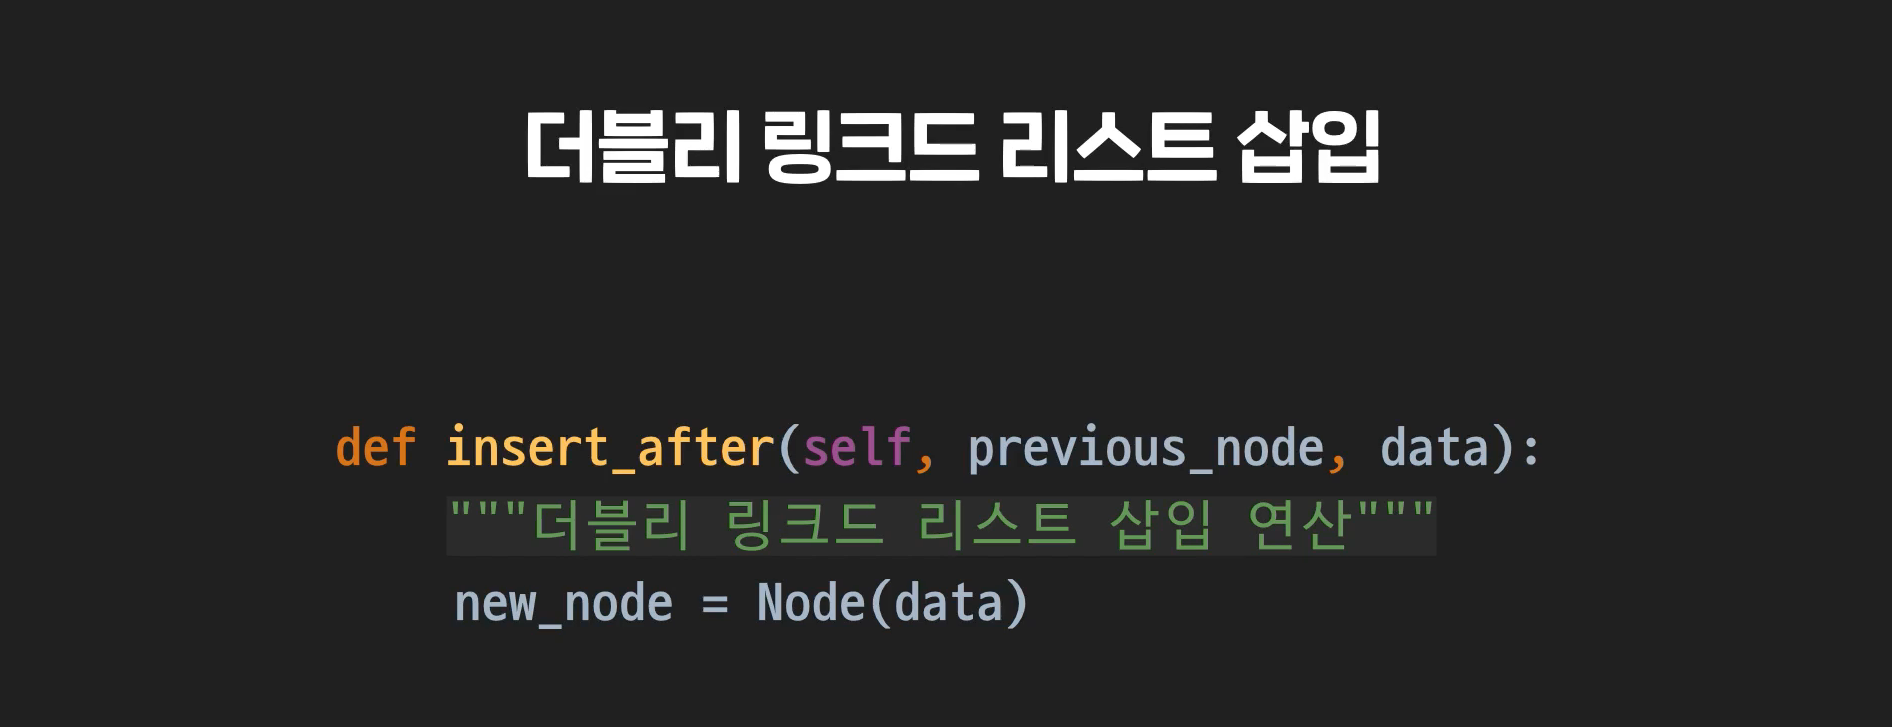 더블리 링크드 리스트 삽입
def insert_after(self, previous_node, data):
"""더블리 링크드 리스트 삽입 연산"""
new_node = Node(data)